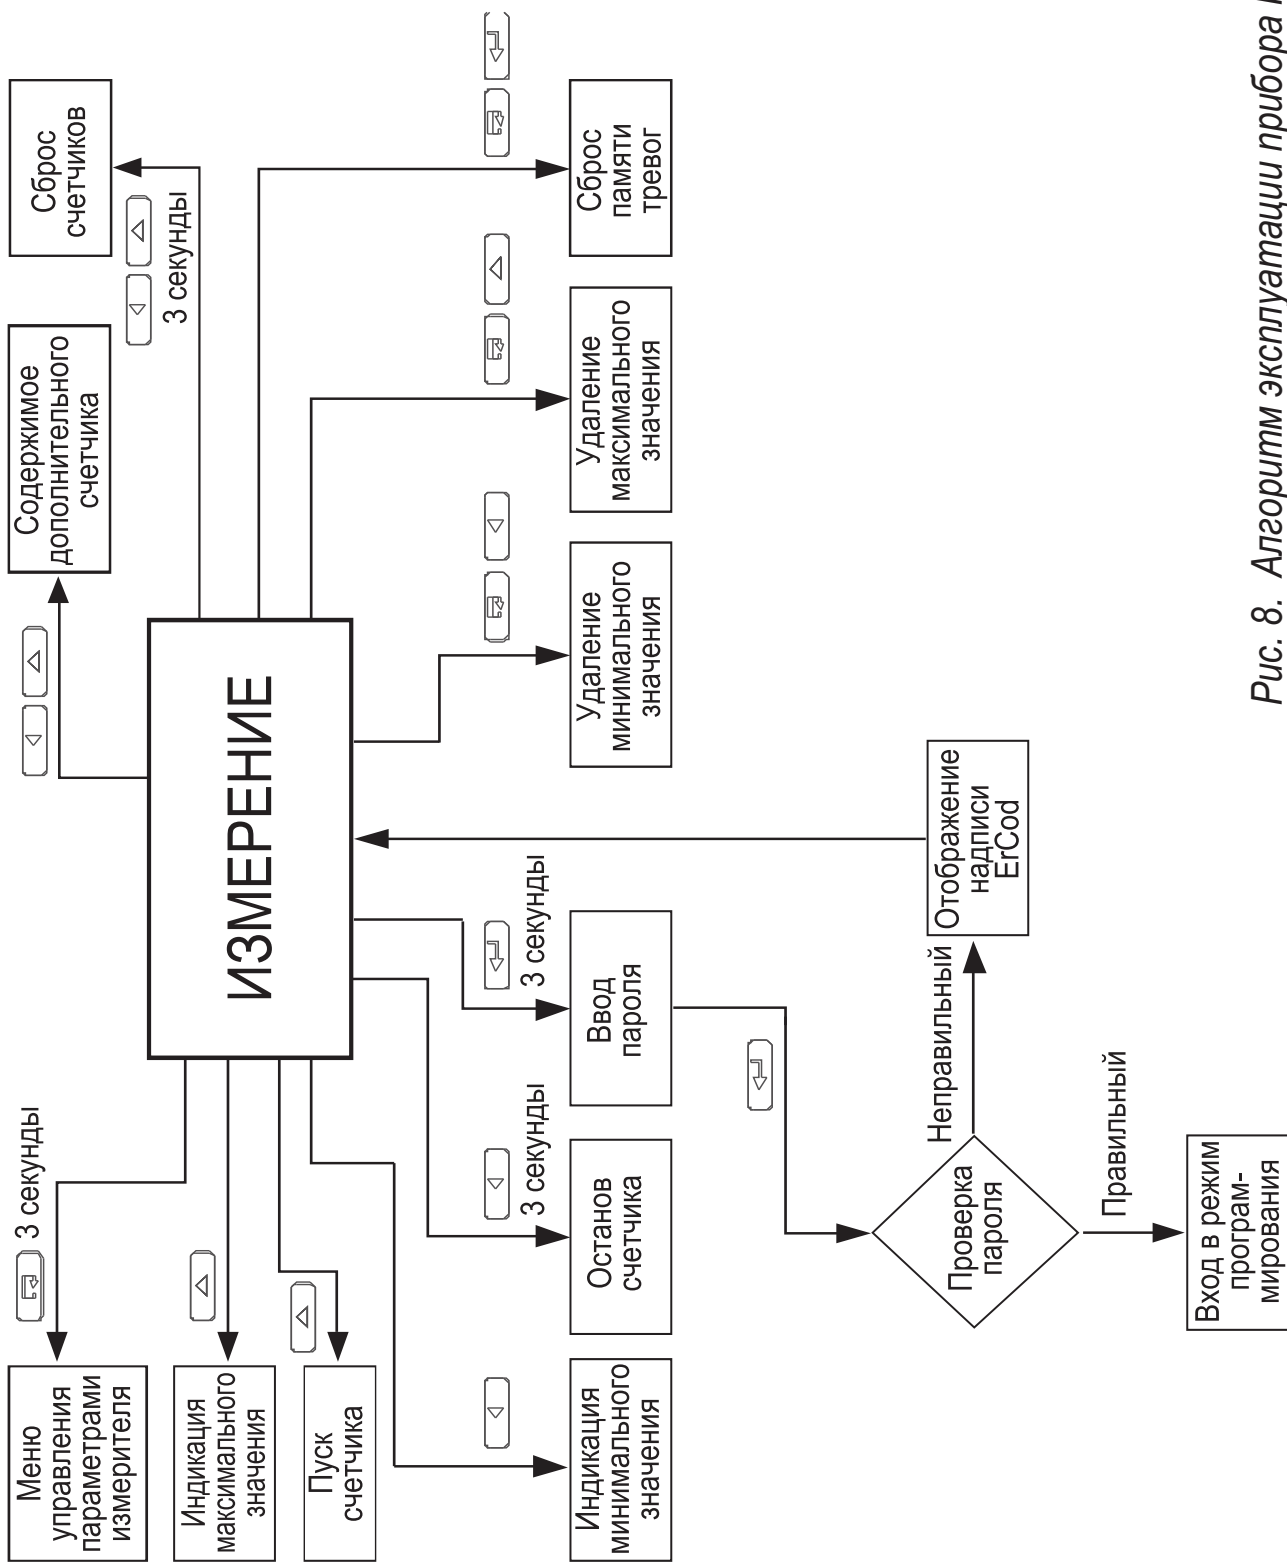 Меню
управления
параметрами
измерителя
3 секунды
Индикация
максимального
значения
Пуск
счетчика
Индикация
минимального
значения
ИЗМЕРЕНИЕ
Содержимое
дополнительного
счетчика
Сброс
счетчиков
3 секунды
Останов
счетчика
3 секунды
Ввод
пароля
3 секунды
Удаление
минимального
значения
Удаление
максимального
значения
Сброс
памяти
тревог
Проверка
пароля
Неправильный
Отображение
надписи
ErCod
Правильный
Вход в режим
програм-
мирования
Рис. 8. Алгоритм эксплуатации прибора